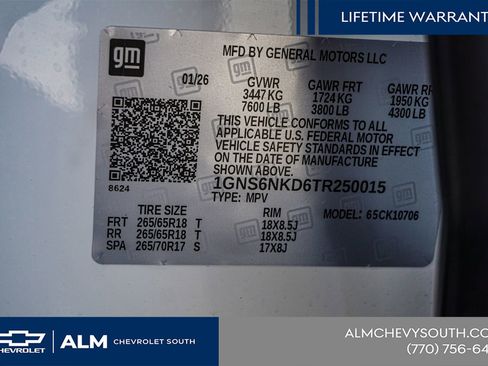 LIFETIME WARRANT
gm
MFD BY GENERAL MOTORS LLC
01/26
GVWR GAWR FRT GAWR RR
3447 KG 1724 KG 1950 KG
7600 LB 3800 LB 4300 LB
THIS VEHICLE CONFORMS TO ALL
APPLICABLE U.S. FEDERAL MOTOR
VEHICLE SAFETY STANDARDS IN EFFECT
ON THE DATE OF MANUFACTURE
SHOWN ABOVE.
8624
1GNS6NKD6TR250015
TYPE: MPV
MODEL: 6SCK10706
TIRE SIZE RIM
FRT 265/65R18 T 18X8.5J
RR 265/65R18 T 18X8.5J
SPA 265/70R17 S 17X8J
CHEVROLET
ALM CHEVROLET SOUTH
ALMCHEVYSOUTH.CO
(770) 756-64